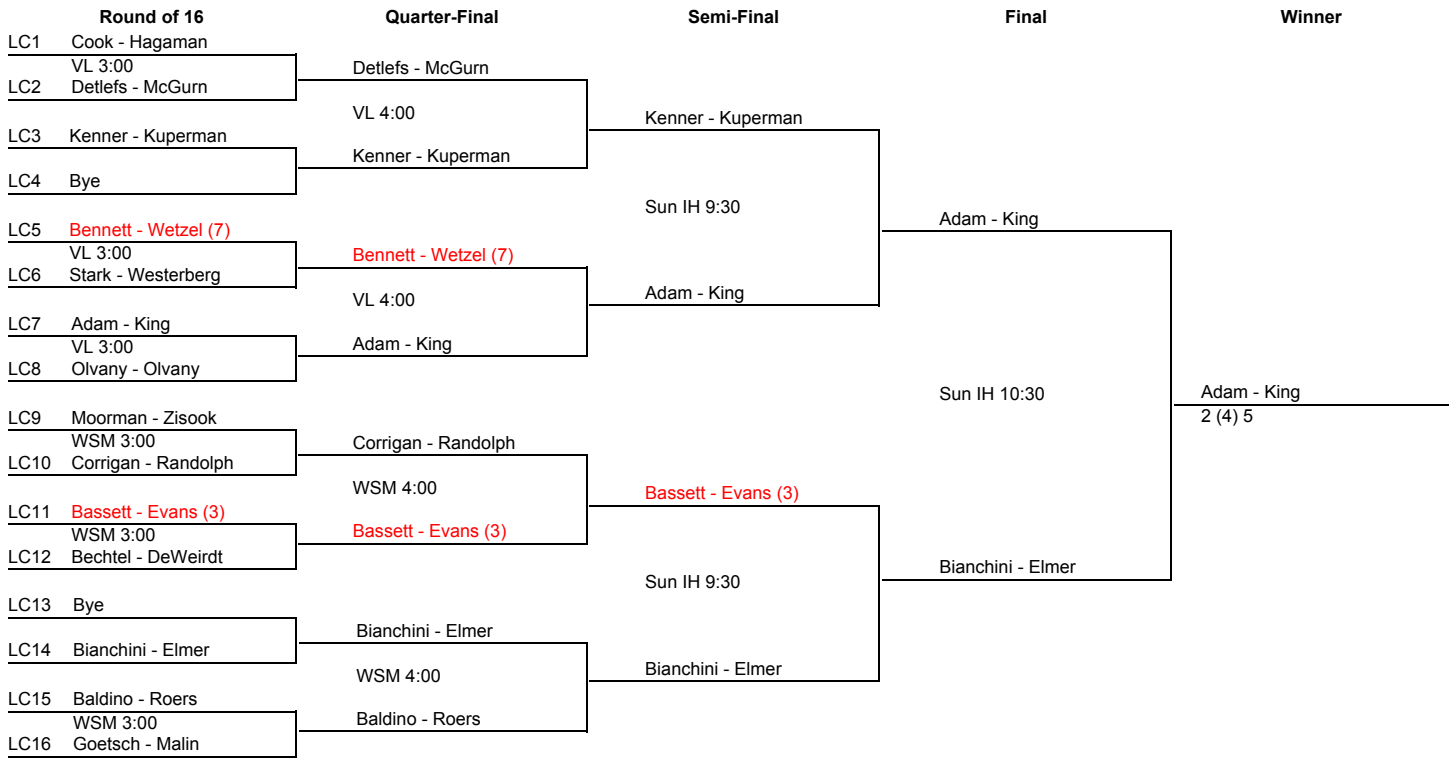 Round of 16
Quarter-Final
Semi-Final
Final
Winner
LC1 Cook - Hagaman
VL 3:00
LC2 Detlefs - McGurn
LC3 Kenner - Kuperman
LC4 Bye
LC5 Bennett - Wetzel (7)
VL 3:00
LC6 Stark - Westerberg
LC7 Adam - King
VL 3:00
LC8 Olvany - Olvany
LC9 Moorman - Zisook
WSM 3:00
LC10 Corrigan - Randolph
LC11 Bassett - Evans (3)
WSM 3:00
LC12 Bechtel - DeWeirdt
LC13 Bye
LC14 Bianchini - Elmer
LC15 Baldino - Roers
WSM 3:00
LC16 Goetsch - Malin
Detlefs - McGurn
VL 4:00
Kenner - Kuperman
Bennett - Wetzel (7)
VL 4:00
Adam - King
Corrigan - Randolph
WSM 4:00
Bassett - Evans (3)
Bianchini - Elmer
WSM 4:00
Baldino - Roers
Kenner - Kuperman
Sun IH 9:30
Adam - King
Bassett - Evans (3)
Sun IH 9:30
Bianchini - Elmer
Adam - King
Sun IH 10:30
Bianchini - Elmer
Adam - King
2 (4) 5